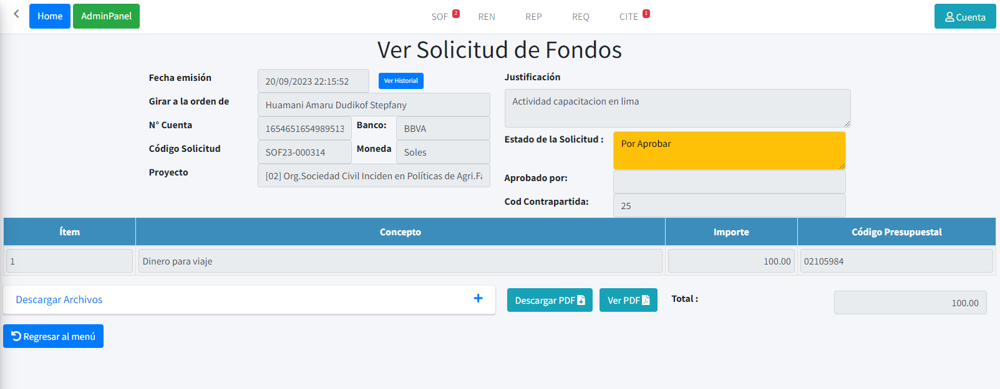 Home AdminPanel SOF 2 REN REP REQ CITE 1 Cuenta
Ver Solicitud de Fondos
Fecha emisión 20/09/2023 22:15:52 Ver Historial
Girar a la orden de Huamani Amaru Dudikof Stepfany
N° Cuenta 1654651654989513 Banco: BBVA
Código Solicitud SOF23-000314 Moneda Soles
Proyecto [02] Org.Sociedad Civil Inciden en Políticas de Agri.Fa
Justificación
Actividad capacitacion en lima
Estado de la Solicitud : Por Aprobar
Aprobado por:
Cod Contrapartida: 25
Ítem Concepto Importe Código Presupuestal
1 Dinero para viaje 100.00 02105984
Descargar Archivos + Descargar PDF Ver PDF Total : 100.00
Regresar al menú